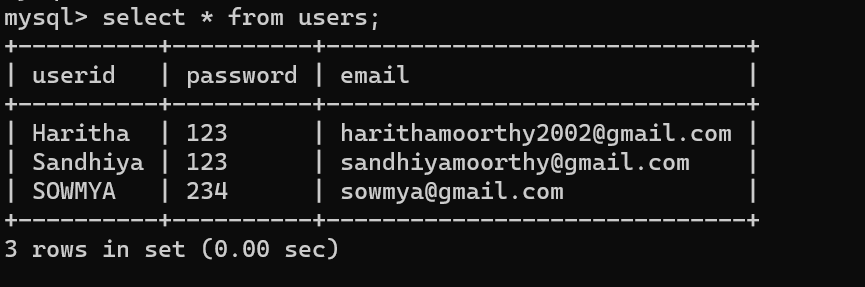 mysql> select * from users;
+----------+----------+------------------------------+
| userid   | password | email                        |
+----------+----------+------------------------------+
| Haritha  | 123      | harithamoorthy2002@gmail.com |
| Sandhiya | 123      | sandhiyamoorthy@gmail.com    |
| SOWMYA   | 234      | sowmya@gmail.com             |
+----------+----------+------------------------------+
3 rows in set (0.00 sec)